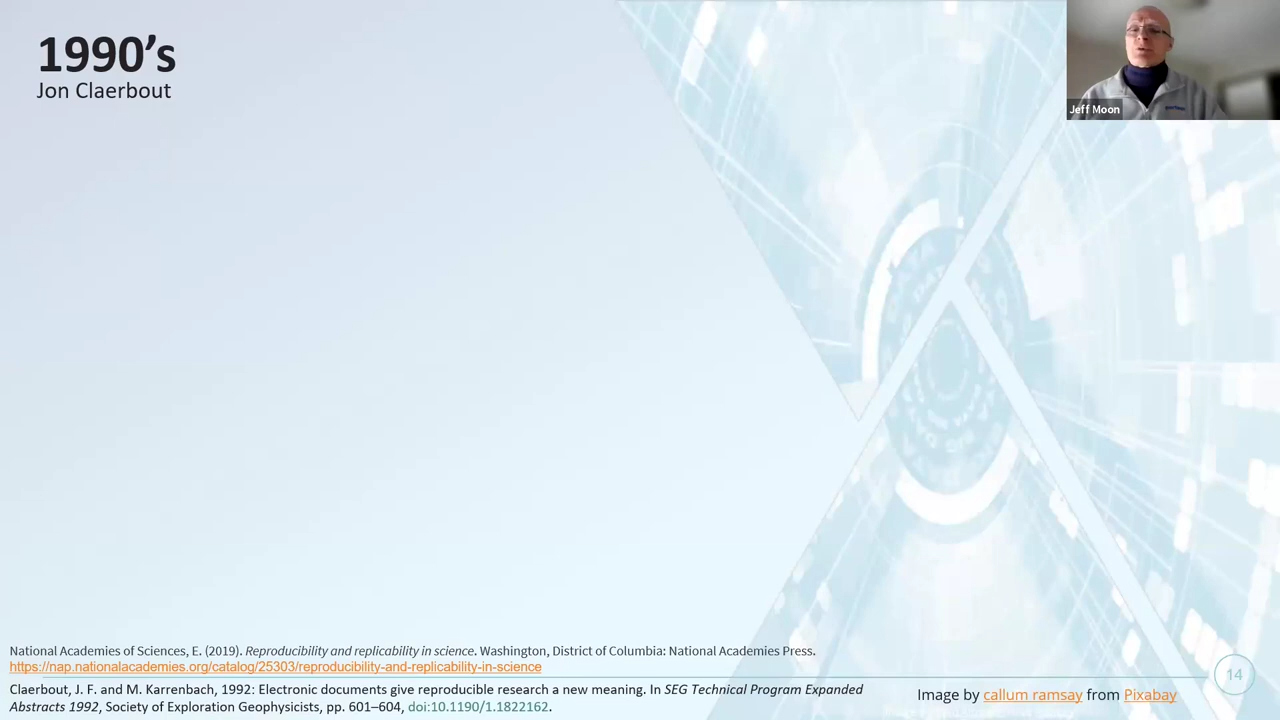 1990’s
Jon Claerbout
Jeff Moon
National Academies of Sciences, E. (2019). Reproducibility and replicability in science. Washington, District of Columbia: National Academies Press.
https://nap.nationalacademies.org/catalog/25303/reproducibility-and-replicability-in-science
14
Claerbout, J. F. and M. Karrenbach, 1992: Electronic documents give reproducible research a new meaning. In SEG Technical Program Expanded
Abstracts 1992, Society of Exploration Geophysicists, pp. 601–604, doi:10.1190/1.1822162.
Image by callum ramsay from Pixabay